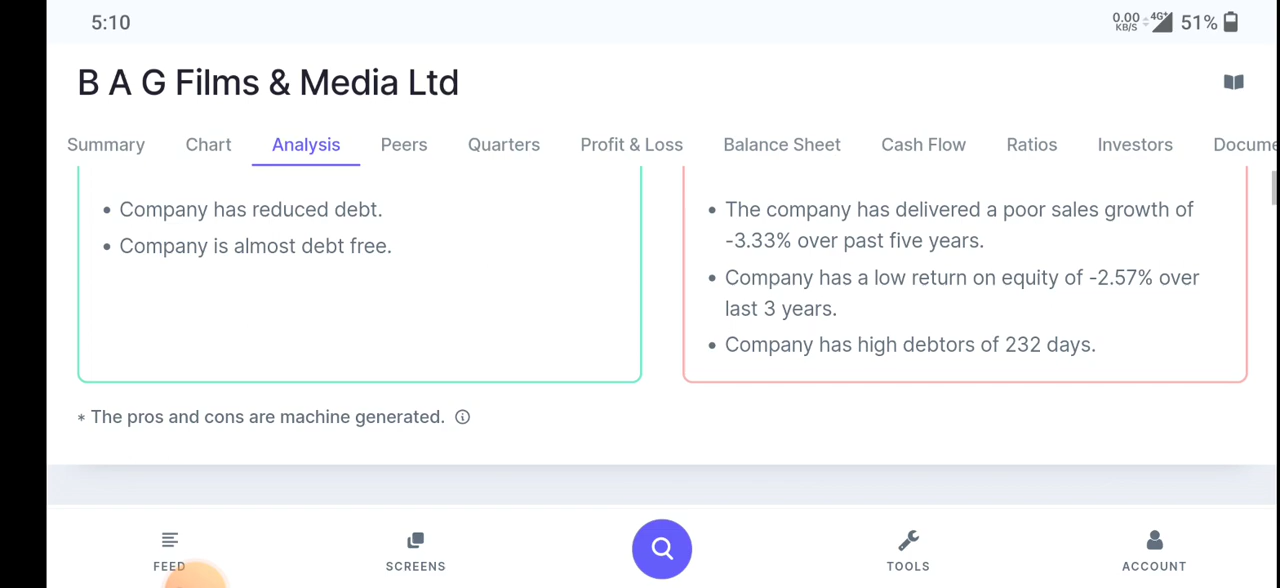 5:10
0.00 KB/S 4G+ 51%
B A G Films & Media Ltd
Summary Chart Analysis Peers Quarters Profit & Loss Balance Sheet Cash Flow Ratios Investors Docume
• Company has reduced debt.
• Company is almost debt free.
• The company has delivered a poor sales growth of
-3.33% over past five years.
• Company has a low return on equity of -2.57% over
last 3 years.
• Company has high debtors of 232 days.
* The pros and cons are machine generated.
FEED SCREENS TOOLS ACCOUNT